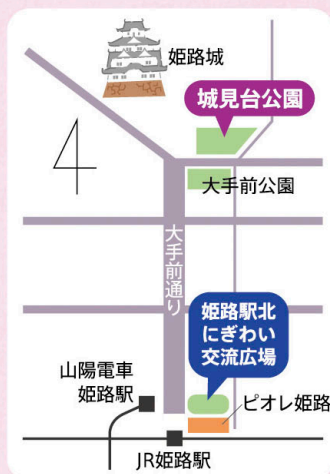 姫路城
城見台公園
大手前公園
大手前通り
姫路駅北
にぎわい
交流広場
山陽電車
姫路駅
ピオレ姫路
JR姫路駅